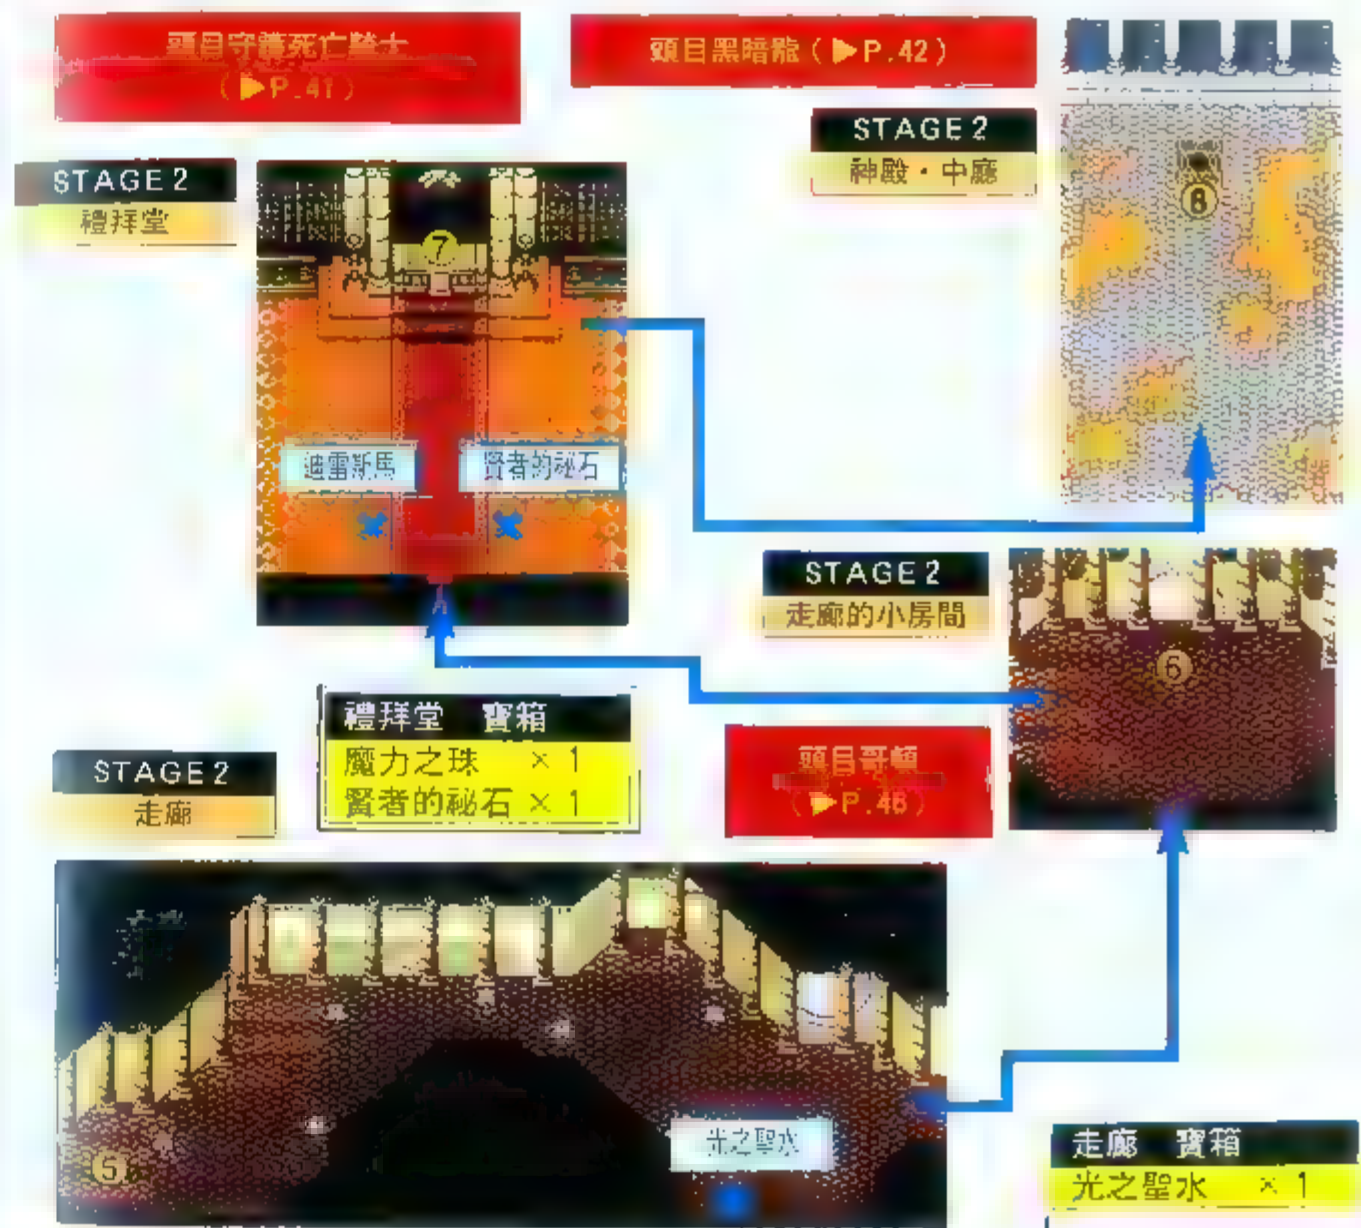 頭目守護死亡騎士
(▶P.41)
頭目黑暗龍(▶P.42)
STAGE 2
神殿・中廳
8
STAGE 2
禮拜堂
7
迪雷斯馬
賢者的祕石
STAGE 2
走廊的小房間
6
禮拜堂 寶箱
魔力之珠 × 1
賢者的祕石 × 1
頭目哥頓
(▶P.46)
STAGE 2
走廊
5
光之聖水
走廊 寶箱
光之聖水 × 1